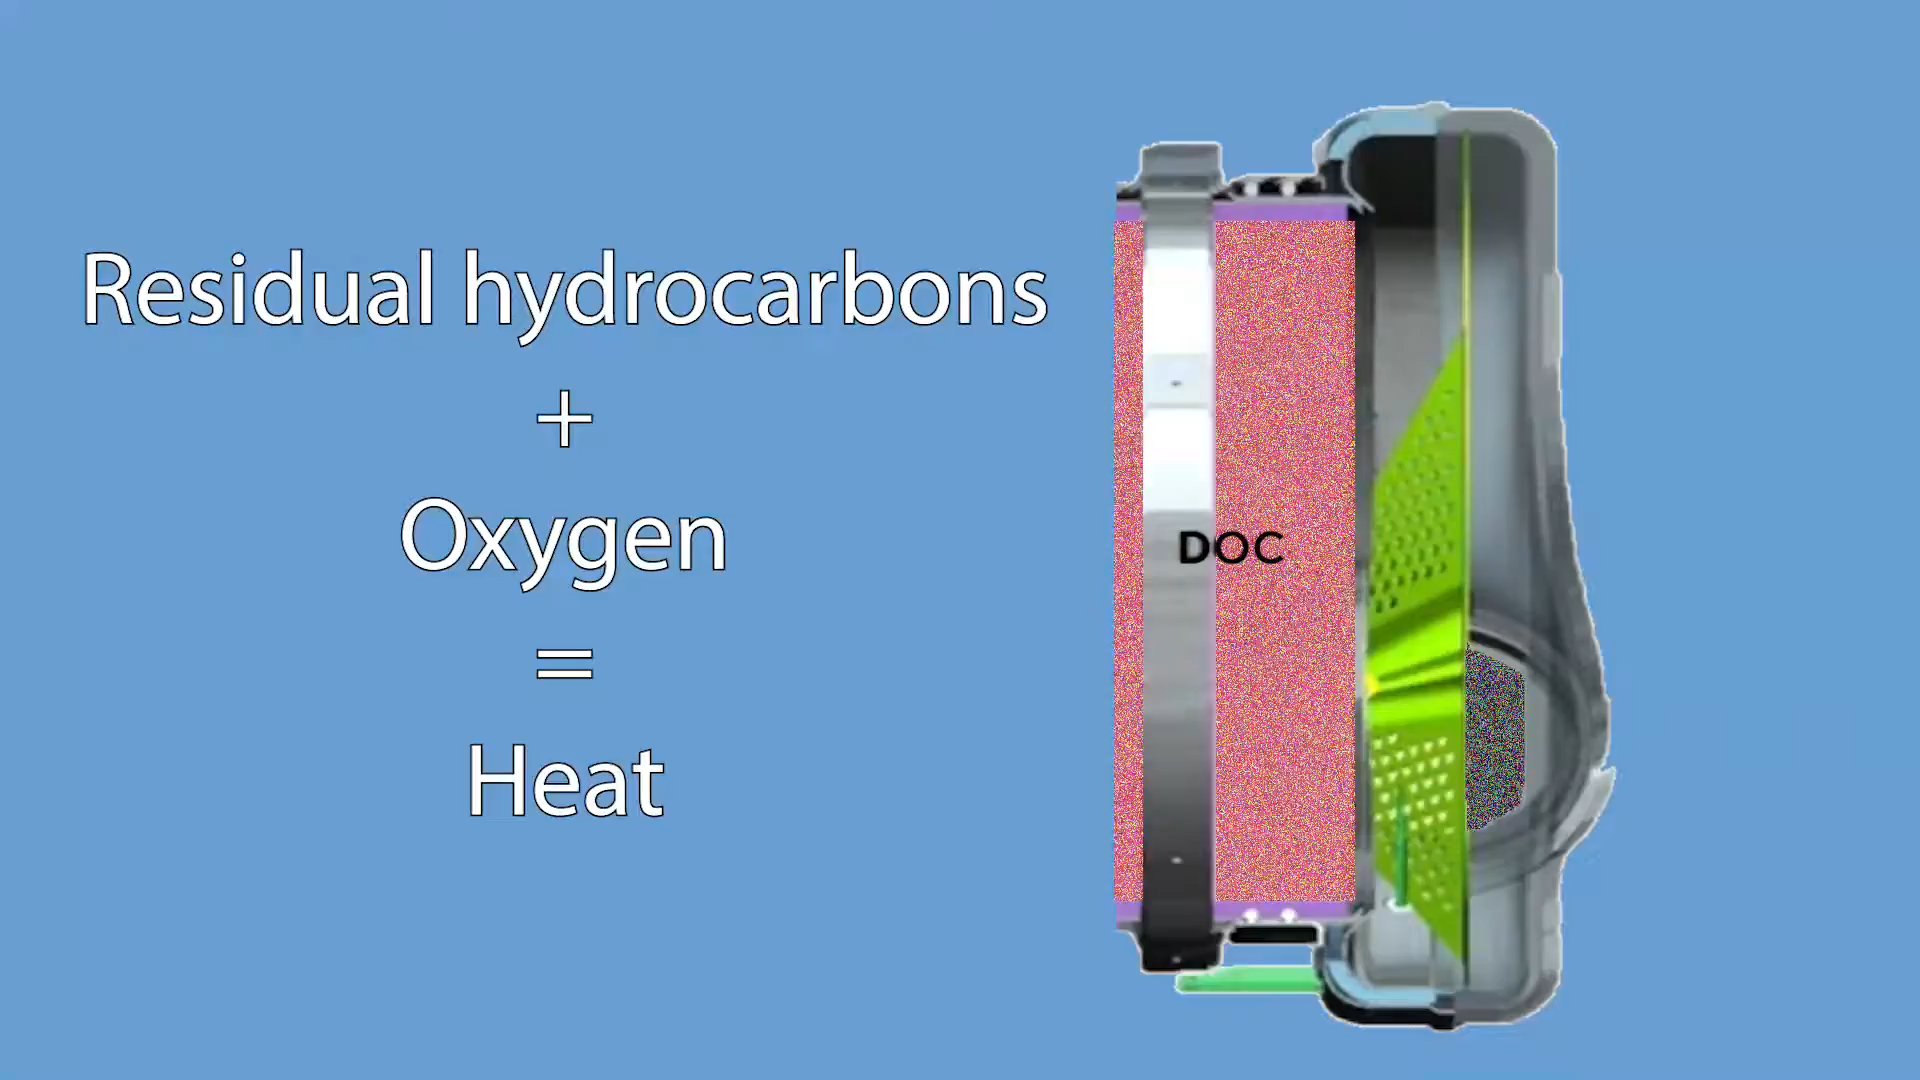 Residual hydrocarbons
+
Oxygen
=
Heat
DOC